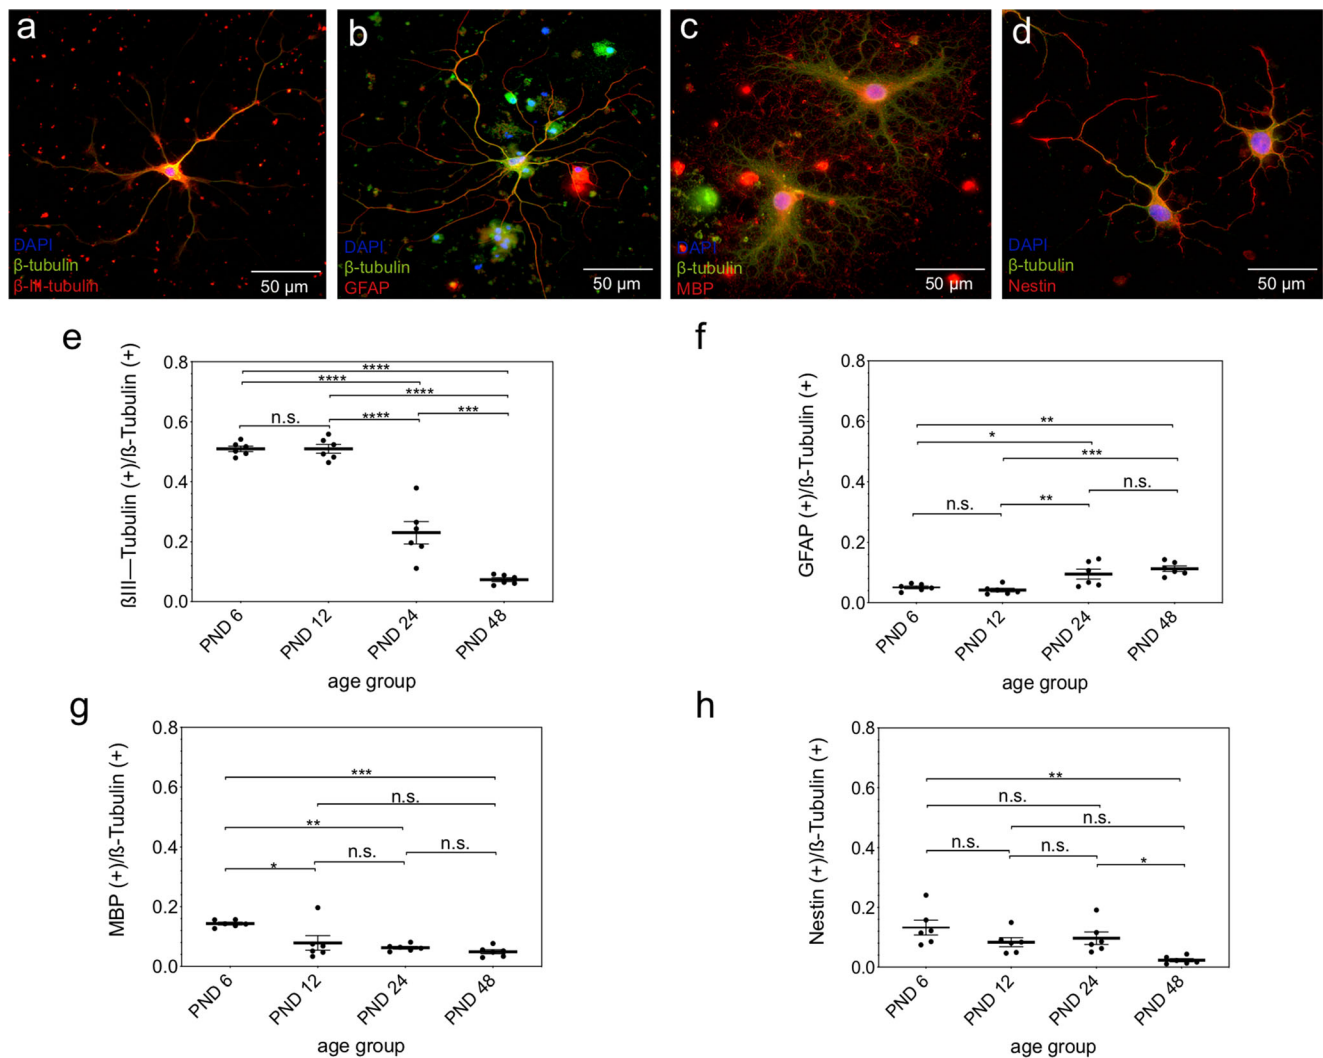 a
DAPI
β-tubulin
β-III-tubulin
50 µm
b
DAPI
β-tubulin
GFAP
50 µm
c
DAPI
β-tubulin
MBP
50 µm
d
DAPI
β-tubulin
Nestin
50 µm
e
ßIII—Tubulin (+)/ß-Tubulin (+)
0.8
0.6
0.4
0.2
0.0
****
****
****
n.s.
****
***
PND 6
PND 12
PND 24
PND 48
age group
f
GFAP (+)/ß-Tubulin (+)
0.8
0.6
0.4
0.2
0.0
**
*
***
n.s.
**
n.s.
PND 6
PND 12
PND 24
PND 48
age group
g
MBP (+)/ß-Tubulin (+)
0.8
0.6
0.4
0.2
0.0
***
n.s.
**
n.s.
*
n.s.
PND 6
PND 12
PND 24
PND 48
age group
h
Nestin (+)/ß-Tubulin (+)
0.8
0.6
0.4
0.2
0.0
**
n.s.
n.s.
n.s.
n.s.
*
PND 6
PND 12
PND 24
PND 48
age group